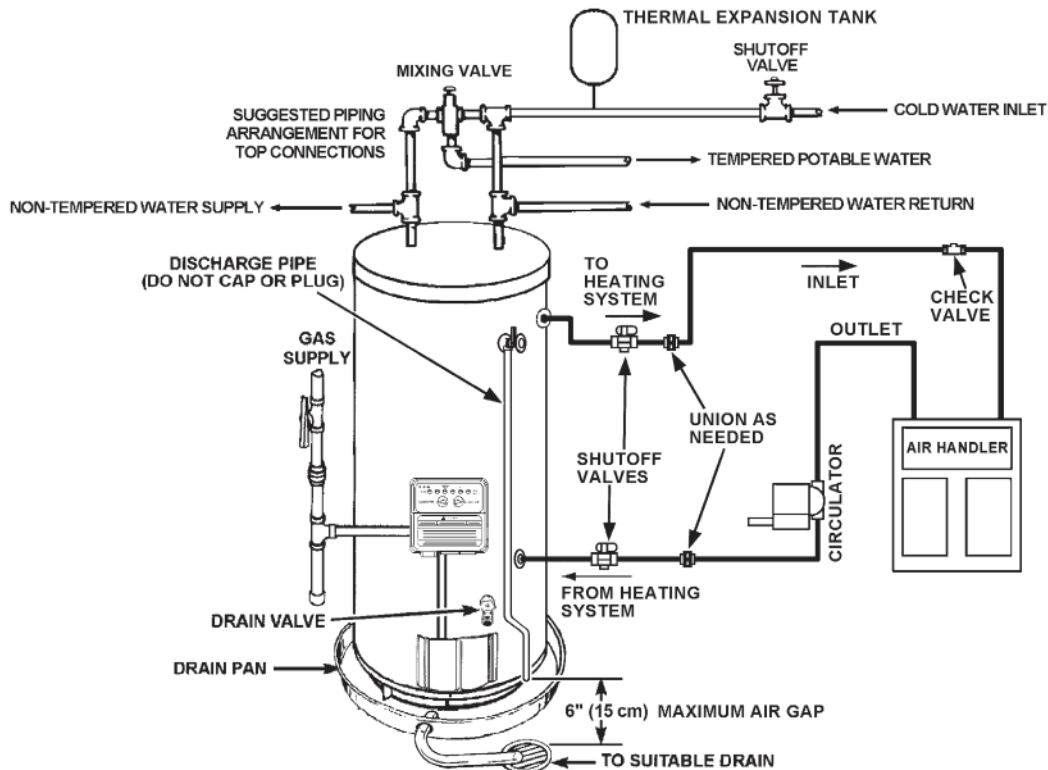 THERMAL EXPANSION TANK
SHUTOFF
VALVE
MIXING VALVE
SUGGESTED PIPING
ARRANGEMENT FOR
TOP CONNECTIONS
COLD WATER INLET
TEMPERED POTABLE WATER
NON-TEMPERED WATER SUPPLY
NON-TEMPERED WATER RETURN
DISCHARGE PIPE
(DO NOT CAP OR PLUG)
TO
HEATING
SYSTEM
INLET
CHECK
VALVE
GAS
SUPPLY
OUTLET
UNION AS
NEEDED
AIR HANDLER
SHUTOFF
VALVES
CIRCULATOR
FROM HEATING
SYSTEM
DRAIN VALVE
DRAIN PAN
6" (15 cm) MAXIMUM AIR GAP
TO SUITABLE DRAIN